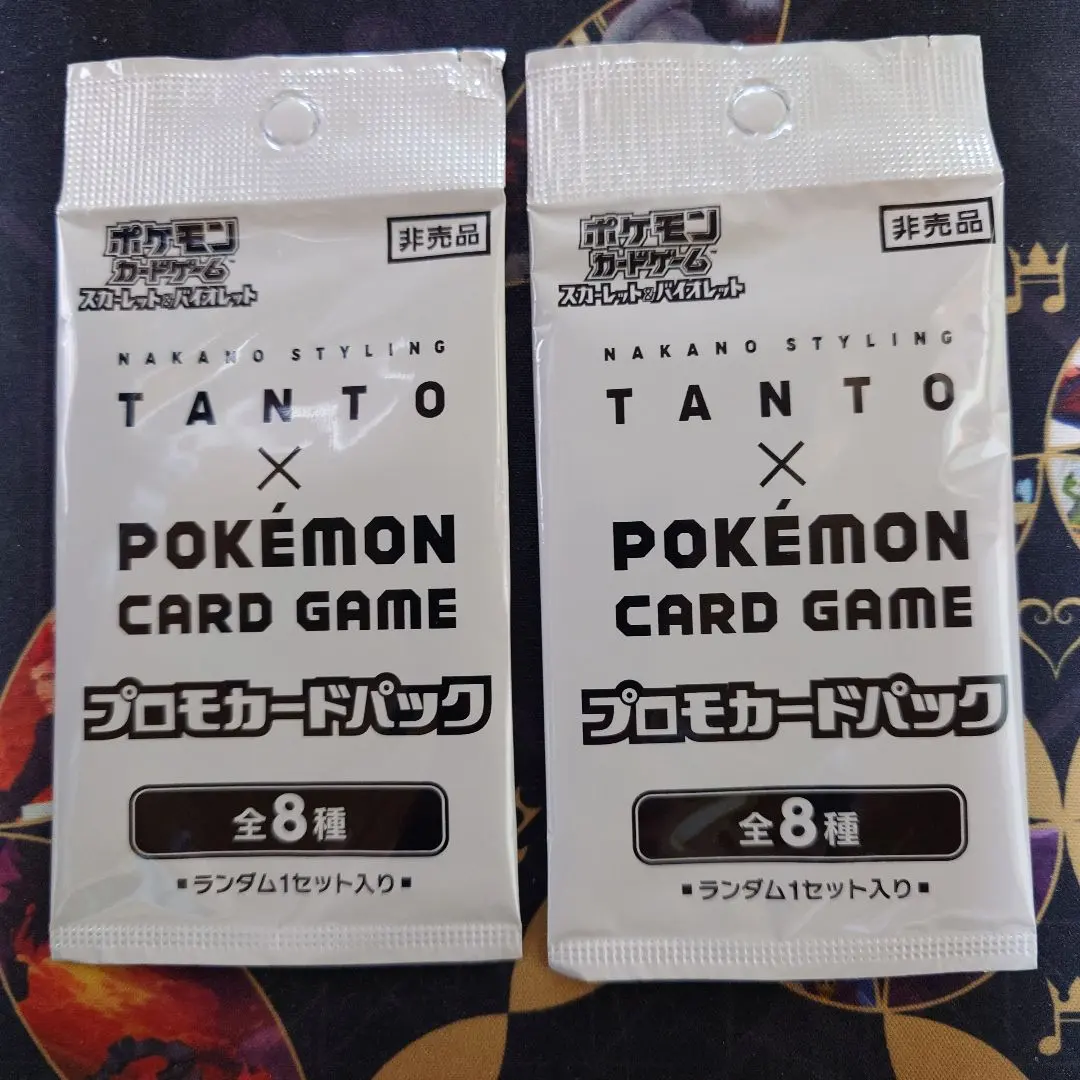 ポケモン
カードゲーム™
スカーレット&バイオレット
非売品
NAKANO STYLING
TANTO
×
POKÉMON
CARD GAME
プロモカードパック
全8種
■ランダム1セット入り■
ポケモン
カードゲーム™
スカーレット&バイオレット
非売品
NAKANO STYLING
TANTO
×
POKÉMON
CARD GAME
プロモカードパック
全8種
■ランダム1セット入り■